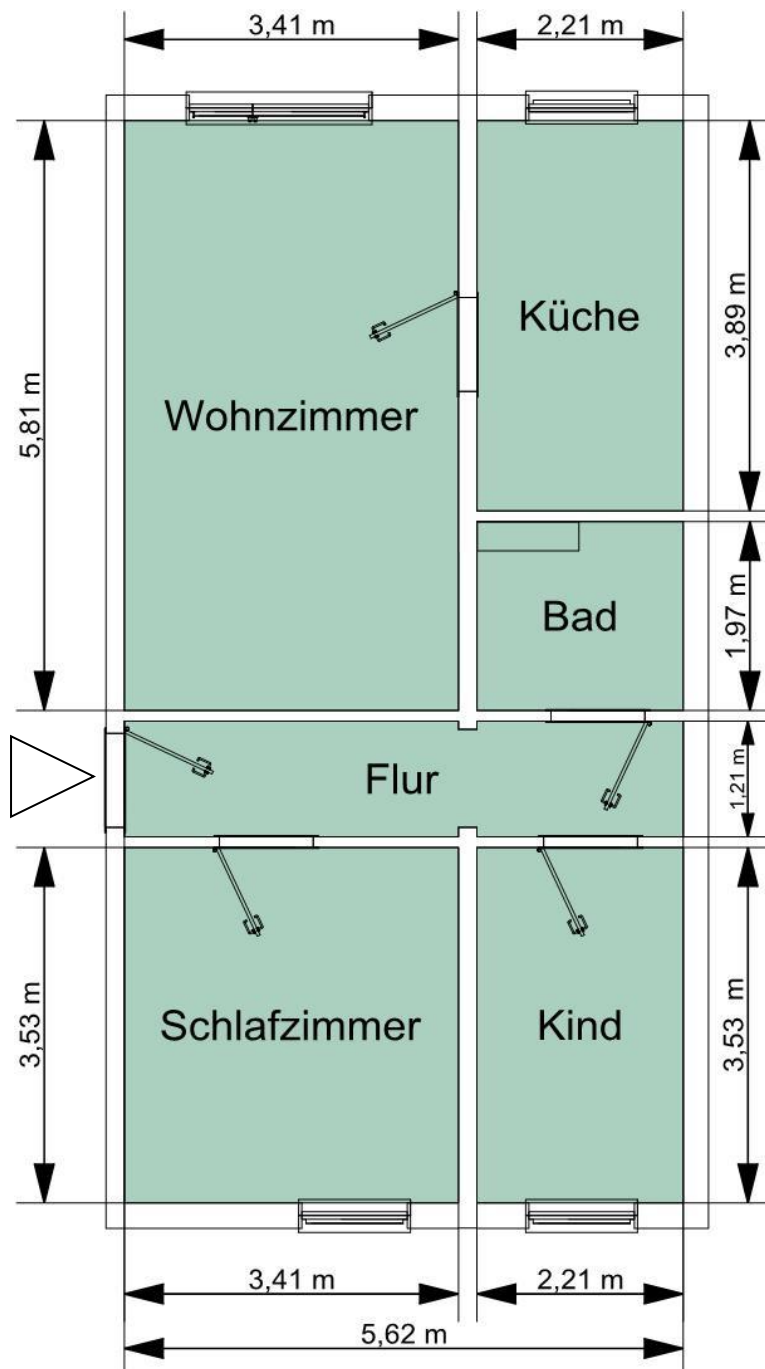 3,41 m
2,21 m
5,81 m
Küche
3,89 m
Wohnzimmer
Bad
1,97 m
Flur
1,21 m
3,53 m
Schlafzimmer
Kind
3,53 m
3,41 m
2,21 m
5,62 m